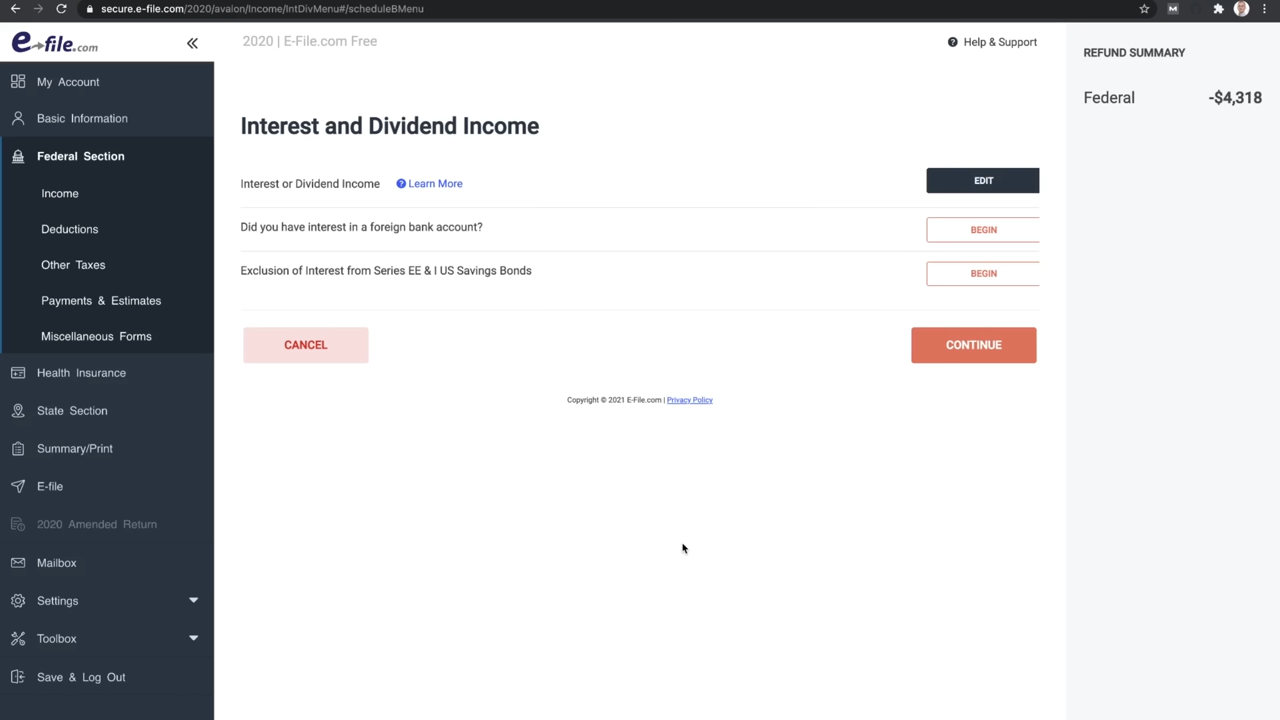 secure.e-file.com/2020/avalon/Income/IntDivMenu#/scheduleBMenu
e-file.com
My Account
Basic Information
Federal Section
Income
Deductions
Other Taxes
Payments & Estimates
Miscellaneous Forms
Health Insurance
State Section
Summary/Print
E-file
2020 Amended Return
Mailbox
Settings
Toolbox
Save & Log Out
2020 | E-File.com Free
Help & Support
Interest and Dividend Income
Interest or Dividend Income Learn More EDIT
Did you have interest in a foreign bank account? BEGIN
Exclusion of Interest from Series EE & I US Savings Bonds BEGIN
CANCEL CONTINUE
Copyright © 2021 E-File.com | Privacy Policy
REFUND SUMMARY
Federal -$4,318